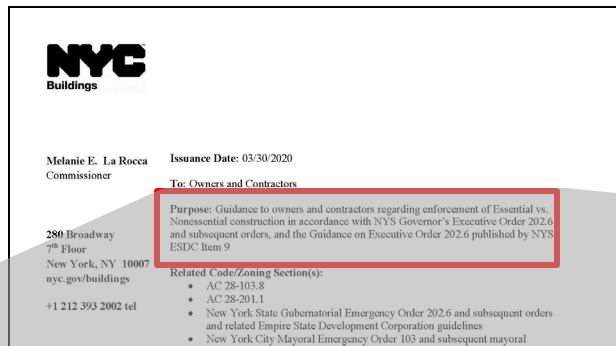 NYC
Buildings
Melanie E. La Rocca
Commissioner
280 Broadway
7th Floor
New York, NY 10007
nyc.gov/buildings
+1 212 393 2002 tel
Issuance Date: 03/30/2020
To: Owners and Contractors
Purpose: Guidance to owners and contractors regarding enforcement of Essential vs.
Nonessential construction in accordance with NYS Governor's Executive Order 202.6
and subsequent orders, and the Guidance on Executive Order 202.6 published by NYS
ESDC Item 9
Related Code/Zoning Section(s):
• AC 28-103.8
• AC 28-201.1
• New York State Gubernatorial Emergency Order 202.6 and subsequent orders
and related Empire State Development Corporation guidelines
• New York City Mayoral Emergency Order 103 and subsequent mayoral